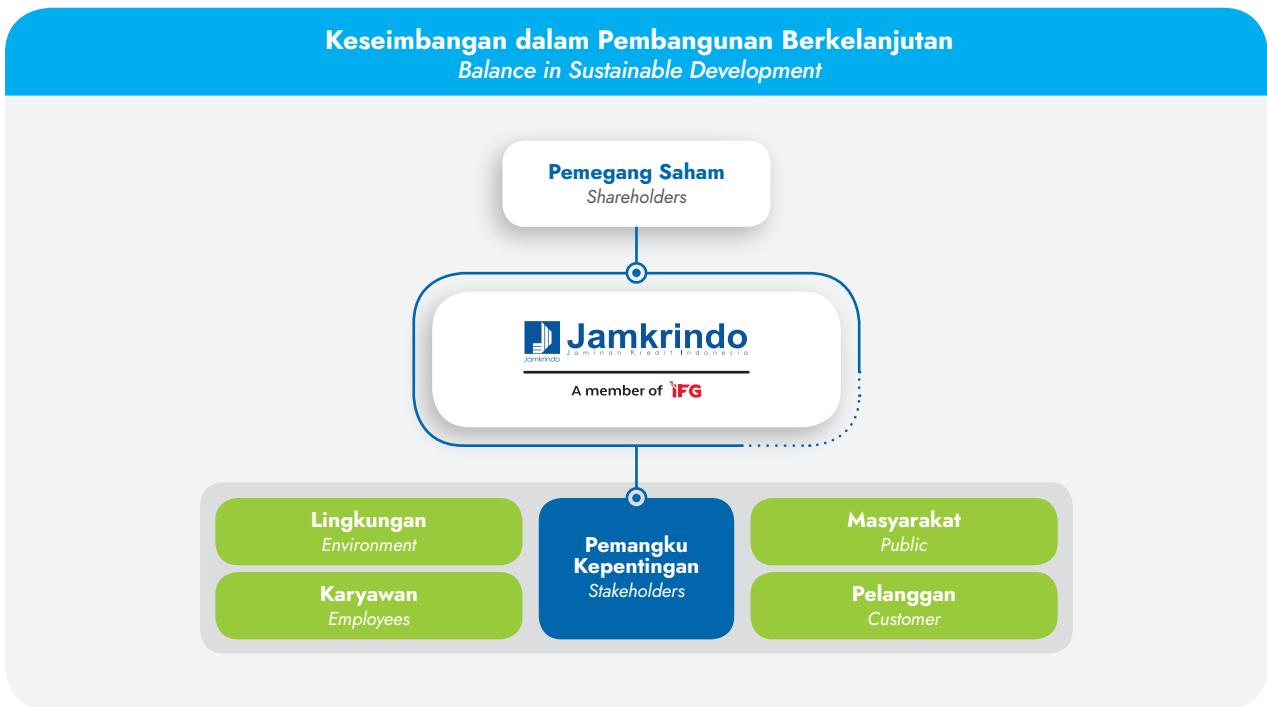 Keseimbangan dalam Pembangunan Berkelanjutan
Balance in Sustainable Development
Pemegang Saham
Shareholders
Jamkrindo
Jaminan Kredit Indonesia
Jamkrindo
A member of IFG
Lingkungan
Environment
Karyawan
Employees
Pemangku
Kepentingan
Stakeholders
Masyarakat
Public
Pelanggan
Customer